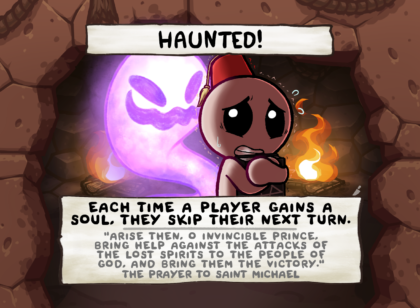 HAUNTED!
EACH TIME A PLAYER GAINS A
SOUL, THEY SKIP THEIR NEXT TURN.
"ARISE THEN, O INVINCIBLE PRINCE,
BRING HELP AGAINST THE ATTACKS OF
THE LOST SPIRITS TO THE PEOPLE OF
GOD, AND BRING THEM THE VICTORY."
THE PRAYER TO SAINT MICHAEL